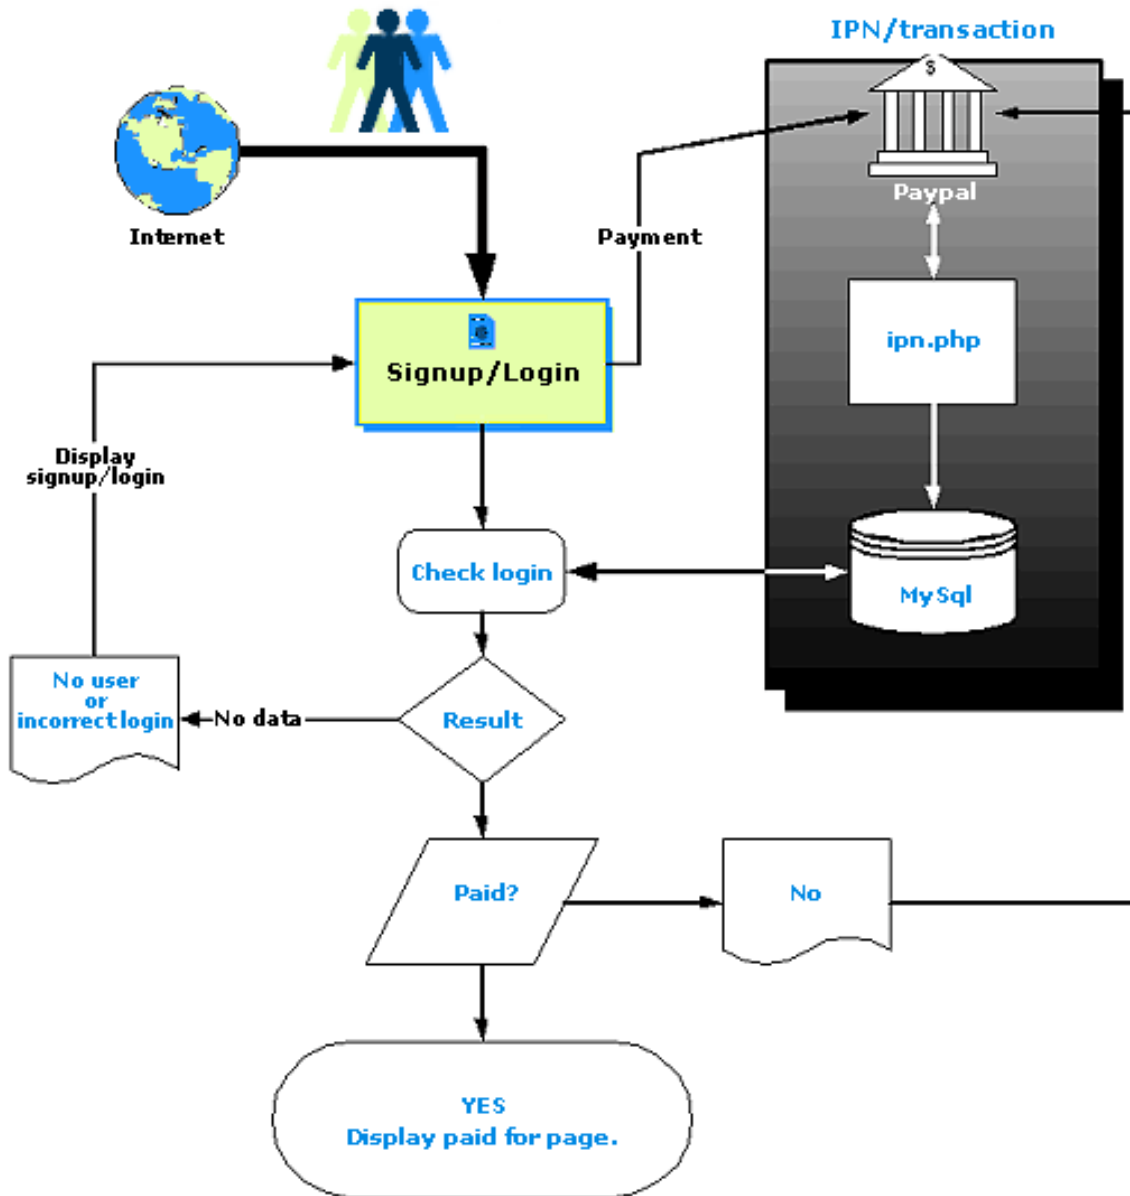 IPN/transaction
$
Paypal
Internet
Payment
ipn.php
Signup/Login
Display
signup/login
Check login
MySql
No user
or
incorrect login
No data
Result
Paid?
No
YES
Display paid for page.